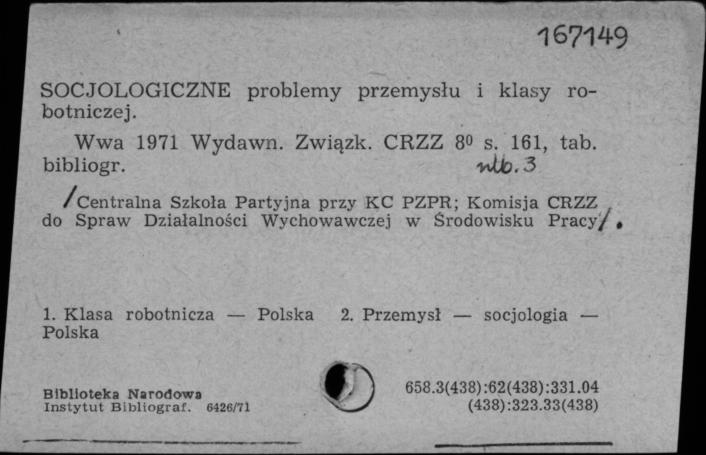 167149
SOCJOLOGICZNE problemy przemysłu i klasy ro-
botniczej.
Wwa 1971 Wydawn. Związk. CRZZ 8⁰ s. 161, tab.
bibliogr. nlb. 3
/Centralna Szkoła Partyjna przy KC PZPR; Komisja CRZZ
do Spraw Działalności Wychowawczej w Środowisku Pracy/.
1. Klasa robotnicza — Polska 2. Przemysł — socjologia —
Polska
Biblioteka Narodowa
Instytut Bibliograf. 6426/71
658.3(438):62(438):331.04
(438):323.33(438)